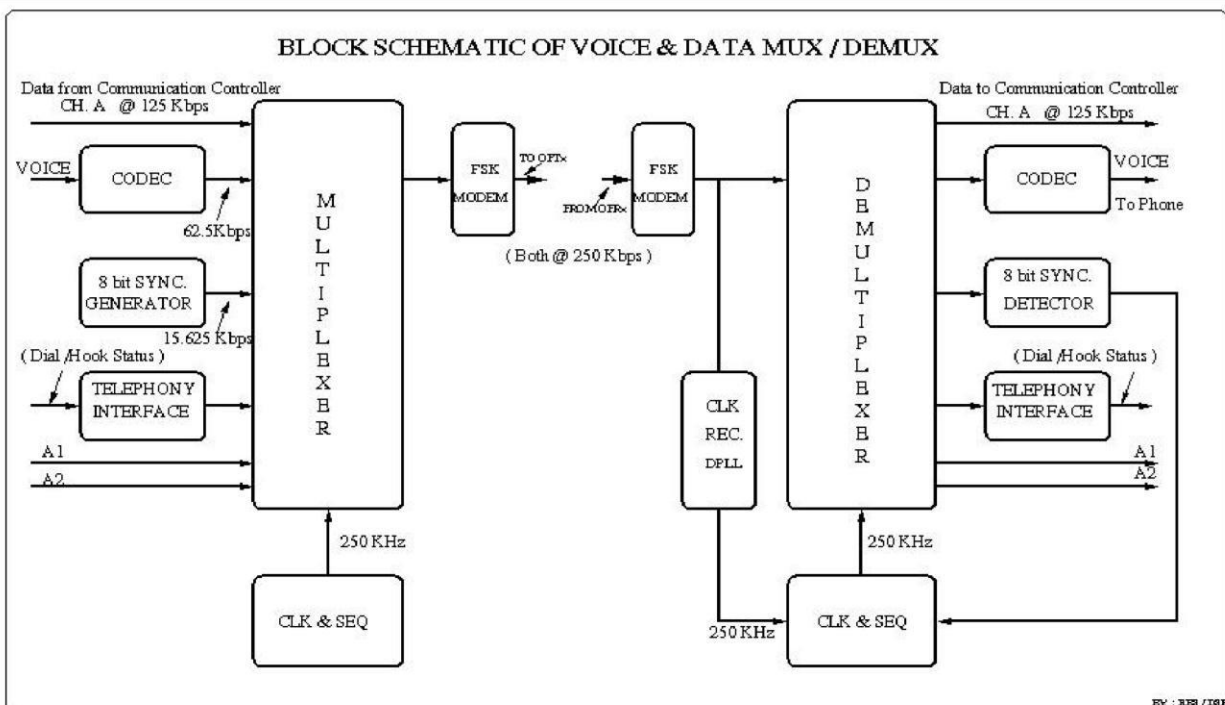 BLOCK SCHEMATIC OF VOICE & DATA MUX / DEMUX
Data from Communication Controller
CH. A @ 125 Kbps
VOICE
CODEC
62.5Kbps
8 bit SYNC.
GENERATOR
15.625 Kbps
( Dial /Hook Status )
TELEPHONY
INTERFACE
A1
A2
MULTIPLEXER
250 KHz
CLK & SEQ
FSK
MODEM
TO OFTx
FROM OFRx
FSK
MODEM
( Both @ 250 Kbps )
CLK
REC.
DPLL
250 KHz
DEMULTIPLEXER
250 KHz
CLK & SEQ
Data to Communication Controller
CH. A @ 125 Kbps
CODEC
VOICE
To Phone
8 bit SYNC.
DETECTOR
( Dial /Hook Status )
TELEPHONY
INTERFACE
A1
A2
BY :